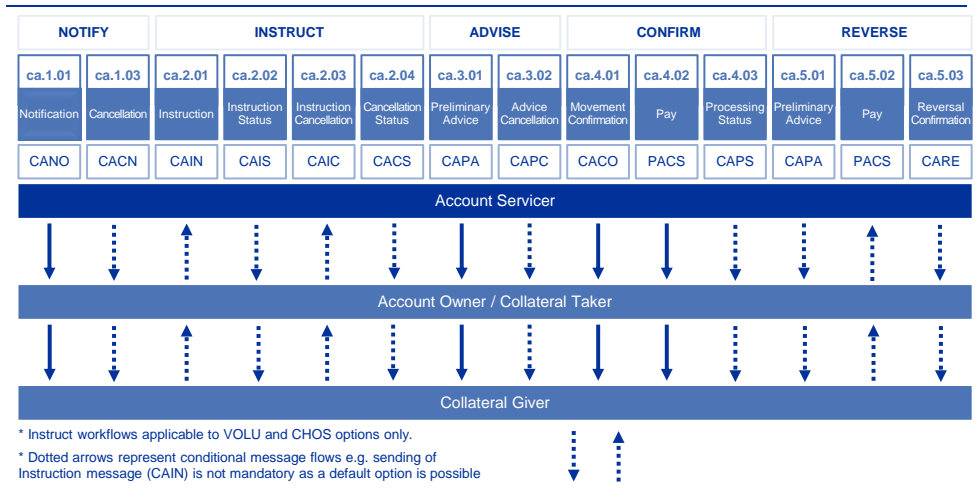 NOTIFY INSTRUCT ADVISE CONFIRM REVERSE
ca.1.01 ca.1.03 ca.2.01 ca.2.02 ca.2.03 ca.2.04 ca.3.01 ca.3.02 ca.4.01 ca.4.02 ca.4.03 ca.5.01 ca.5.02 ca.5.03
Notification
Cancellation
Instruction
Instruction
Status
Instruction
Cancellation
Cancellation
Status
Preliminary
Advice
Advice
Cancellation
Movement
Confirmation
Pay
Processing
Status
Preliminary
Advice
Pay
Reversal
Confirmation
CANO CACN CAIN CAIS CAIC CACS CAPA CAPC CACO PACS CAPS CAPA PACS CARE
Account Servicer
Account Owner / Collateral Taker
Collateral Giver
* Instruct workflows applicable to VOLU and CHOS options only.
* Dotted arrows represent conditional message flows e.g. sending of
Instruction message (CAIN) is not mandatory as a default option is possible